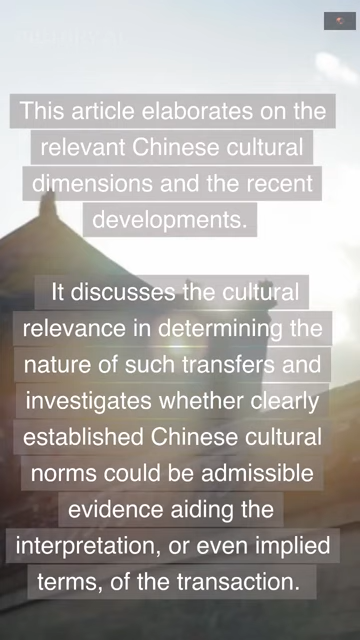 This article elaborates on the
relevant Chinese cultural
dimensions and the recent
developments.
It discusses the cultural
relevance in determining the
nature of such transfers and
investigates whether clearly
established Chinese cultural
norms could be admissible
evidence aiding the
interpretation, or even implied
terms, of the transaction.